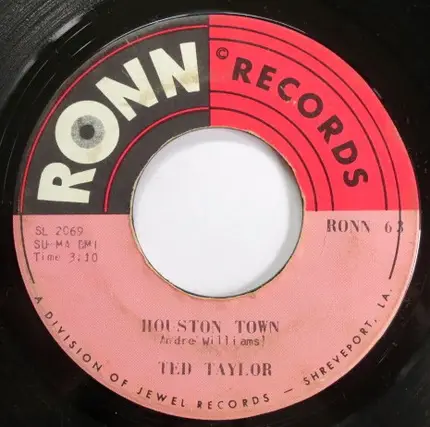 RONN © RECORDS
SL 2069
SU-MA BMI
Time 3:10
RONN 63
HOUSTON TOWN
(Andre Williams)
TED TAYLOR
A DIVISION OF JEWEL RECORDS - SHREVEPORT, LA.